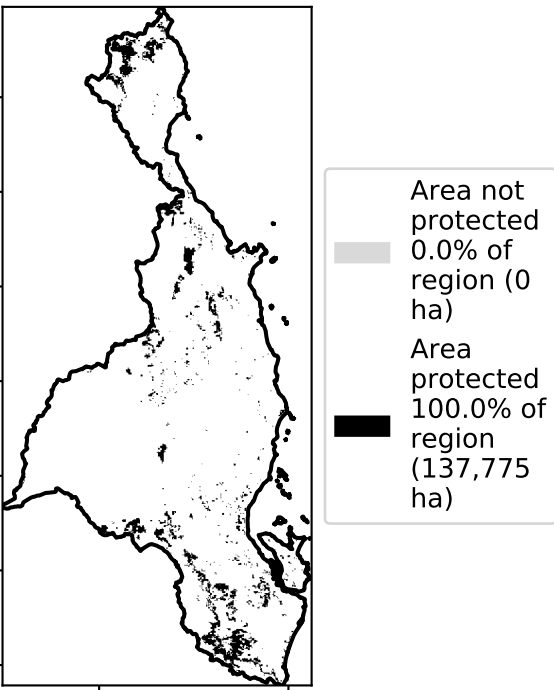 Area not
protected
0.0% of
region (0
ha)
Area
protected
100.0% of
region
(137,775
ha)